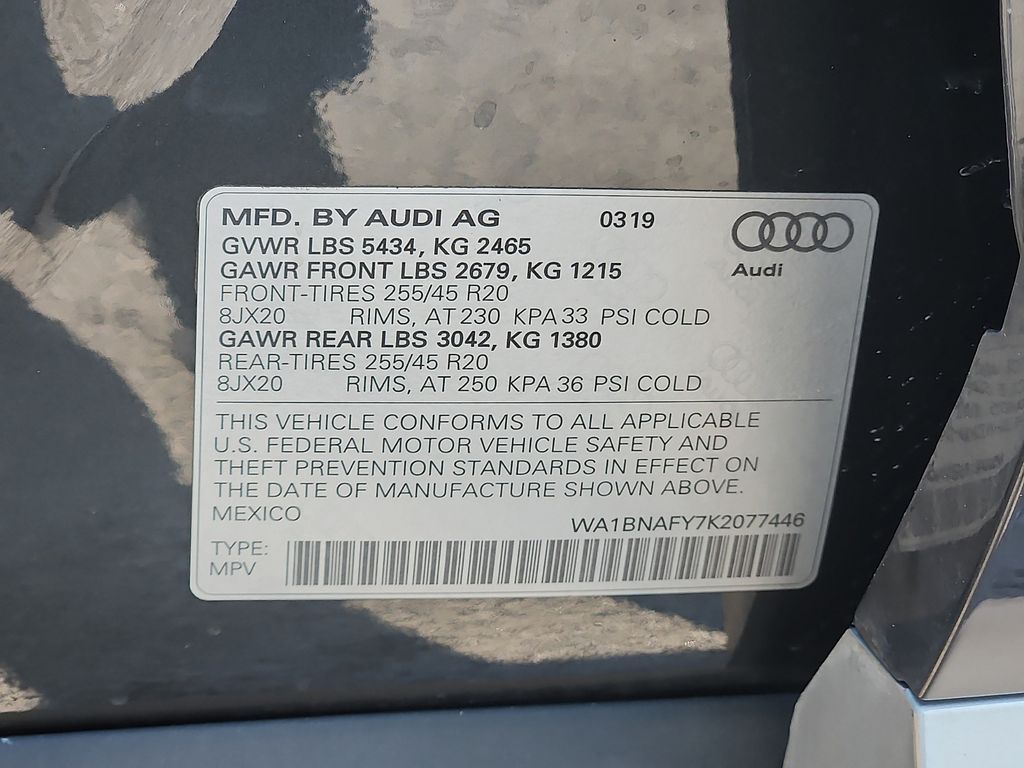 MFD. BY AUDI AG 0319
GVWR LBS 5434, KG 2465
GAWR FRONT LBS 2679, KG 1215
Audi
FRONT-TIRES 255/45 R20
8JX20 RIMS, AT 230 KPA 33 PSI COLD
GAWR REAR LBS 3042, KG 1380
REAR-TIRES 255/45 R20
8JX20 RIMS, AT 250 KPA 36 PSI COLD
THIS VEHICLE CONFORMS TO ALL APPLICABLE
U.S. FEDERAL MOTOR VEHICLE SAFETY AND
THEFT PREVENTION STANDARDS IN EFFECT ON
THE DATE OF MANUFACTURE SHOWN ABOVE.
MEXICO WA1BNAFY7K2077446
TYPE:
MPV